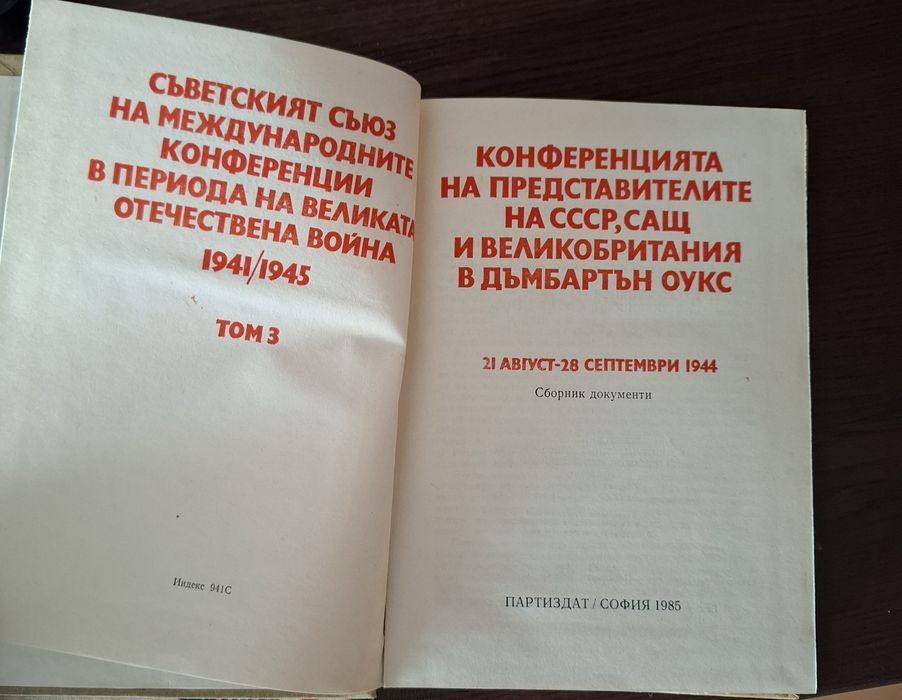 СЪВЕТСКИЯТ СЪЮЗ
НА МЕЖДУНАРОДНИТЕ
КОНФЕРЕНЦИИ
В ПЕРИОДА НА ВЕЛИКАТА
ОТЕЧЕСТВЕНА ВОЙНА
1941/1945
ТОМ 3
Индекс 941С
КОНФЕРЕНЦИЯТА
НА ПРЕДСТАВИТЕЛИТЕ
НА СССР, САЩ
И ВЕЛИКОБРИТАНИЯ
В ДЪМБАРТЪН ОУКС
21 АВГУСТ-28 СЕПТЕМВРИ 1944
Сборник документи
ПАРТИЗДАТ / СОФИЯ 1985